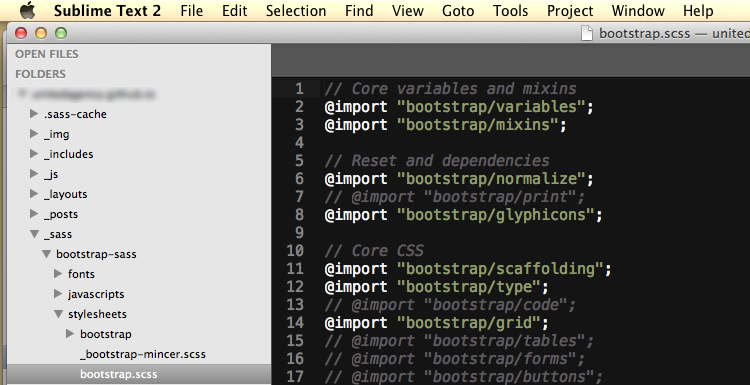 Sublime Text 2 File Edit Selection Find View Goto Tools Project Window Help
bootstrap.scss — united
OPEN FILES
FOLDERS
.sass-cache
_img
_includes
_js
_layouts
_posts
_sass
bootstrap-sass
fonts
javascripts
stylesheets
bootstrap
_bootstrap-mincer.scss
bootstrap.scss
1 // Core variables and mixins
2 @import "bootstrap/variables";
3 @import "bootstrap/mixins";
4
5 // Reset and dependencies
6 @import "bootstrap/normalize";
7 // @import "bootstrap/print";
8 @import "bootstrap/glyphicons";
9
10 // Core CSS
11 @import "bootstrap/scaffolding";
12 @import "bootstrap/type";
13 // @import "bootstrap/code";
14 @import "bootstrap/grid";
15 // @import "bootstrap/tables";
16 // @import "bootstrap/forms";
17 // @import "bootstrap/buttons";